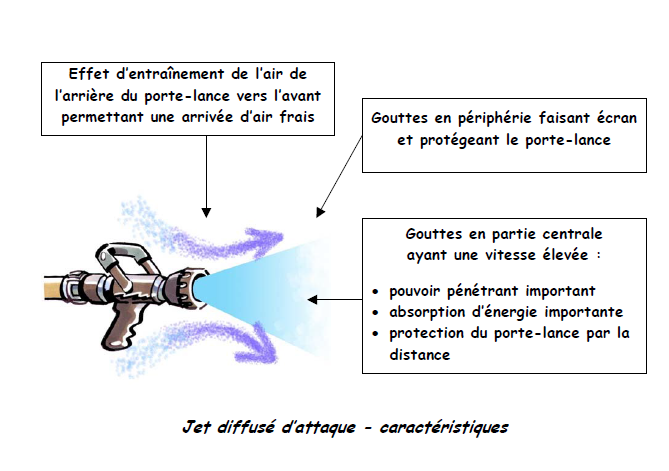 Effet d'entraînement de l'air de
l'arrière du porte-lance vers l'avant
permettant une arrivée d'air frais
Gouttes en périphérie faisant écran
et protégeant le porte-lance
Gouttes en partie centrale
ayant une vitesse élevée :
• pouvoir pénétrant important
• absorption d'énergie importante
• protection du porte-lance par la
distance
Jet diffusé d'attaque - caractéristiques